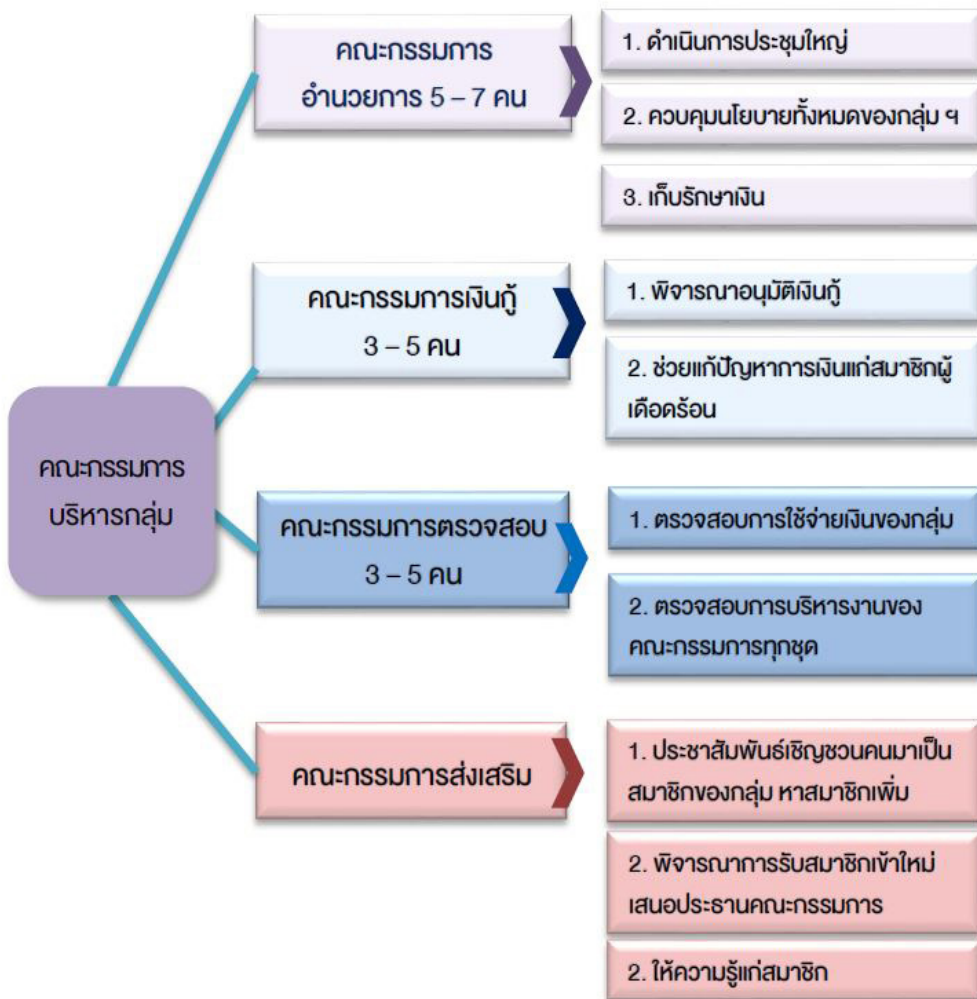 คณะกรรมการ
บริหารกลุ่ม
คณะกรรมการ
อำนวยการ 5 – 7 คน
1. ดำเนินการประชุมใหญ่
2. ควบคุมนโยบายทั้งหมดของกลุ่ม ฯ
3. เก็บรักษาเงิน
คณะกรรมการเงินกู้
3 – 5 คน
1. พิจารณาอนุมัติเงินกู้
2. ช่วยแก้ปัญหาการเงินแก่สมาชิกผู้
เดือดร้อน
คณะกรรมการตรวจสอบ
3 – 5 คน
1. ตรวจสอบการใช้จ่ายเงินของกลุ่ม
2. ตรวจสอบการบริหารงานของ
คณะกรรมการทุกชุด
คณะกรรมการส่งเสริม
1. ประชาสัมพันธ์เชิญชวนคนมาเป็น
สมาชิกของกลุ่ม หาสมาชิกเพิ่ม
2. พิจารณาการรับสมาชิกเข้าใหม่
เสนอประธานคณะกรรมการ
2. ให้ความรู้แก่สมาชิก